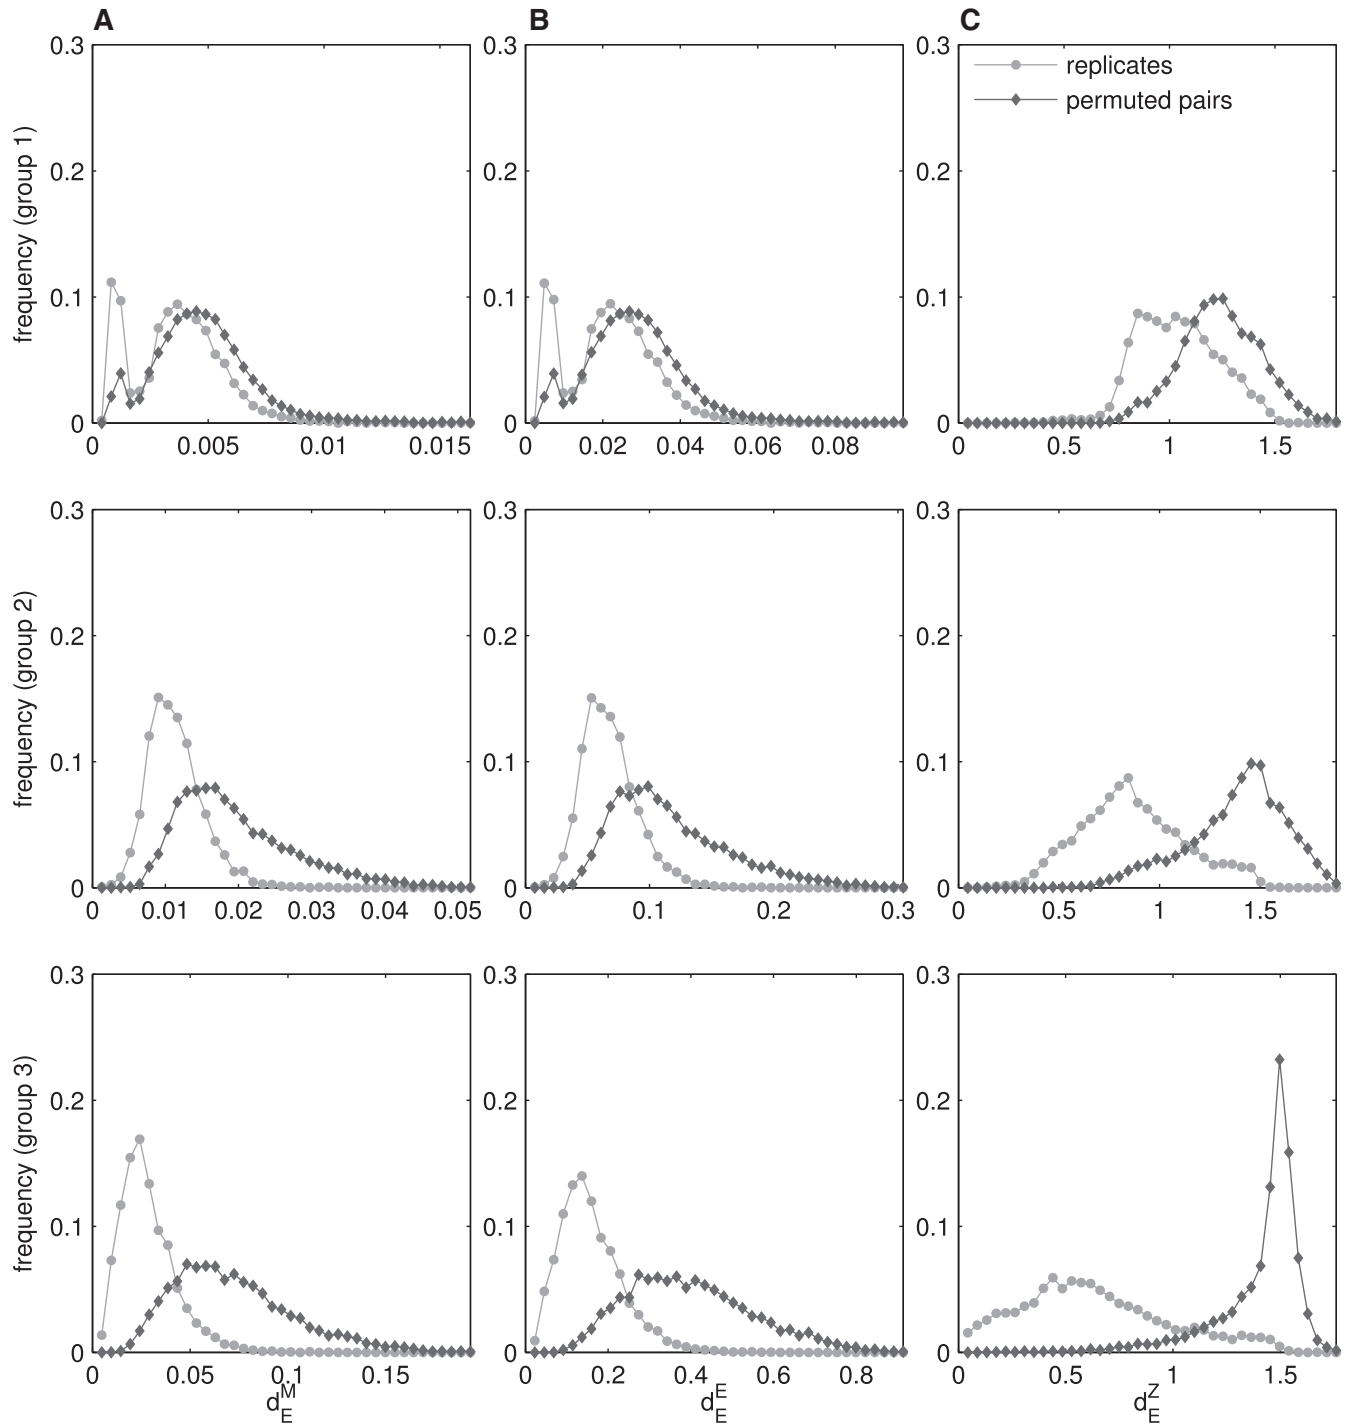 A B C
0.3 0.3 0.3
replicates
permuted pairs
0.2 0.2 0.2
frequency (group 1)
0.1 0.1 0.1
0 0 0
0 0.005 0.01 0.015 0 0.02 0.04 0.06 0.08 0 0.5 1 1.5
0.3 0.3 0.3
0.2 0.2 0.2
frequency (group 2)
0.1 0.1 0.1
0 0 0
0 0.01 0.02 0.03 0.04 0.05 0 0.1 0.2 0.3 0 0.5 1 1.5
0.3 0.3 0.3
0.2 0.2 0.2
frequency (group 3)
0.1 0.1 0.1
0 0 0
0 0.05 0.1 0.15 0 0.2 0.4 0.6 0.8 0 0.5 1 1.5
d_E^M d_E^E d_E^Z